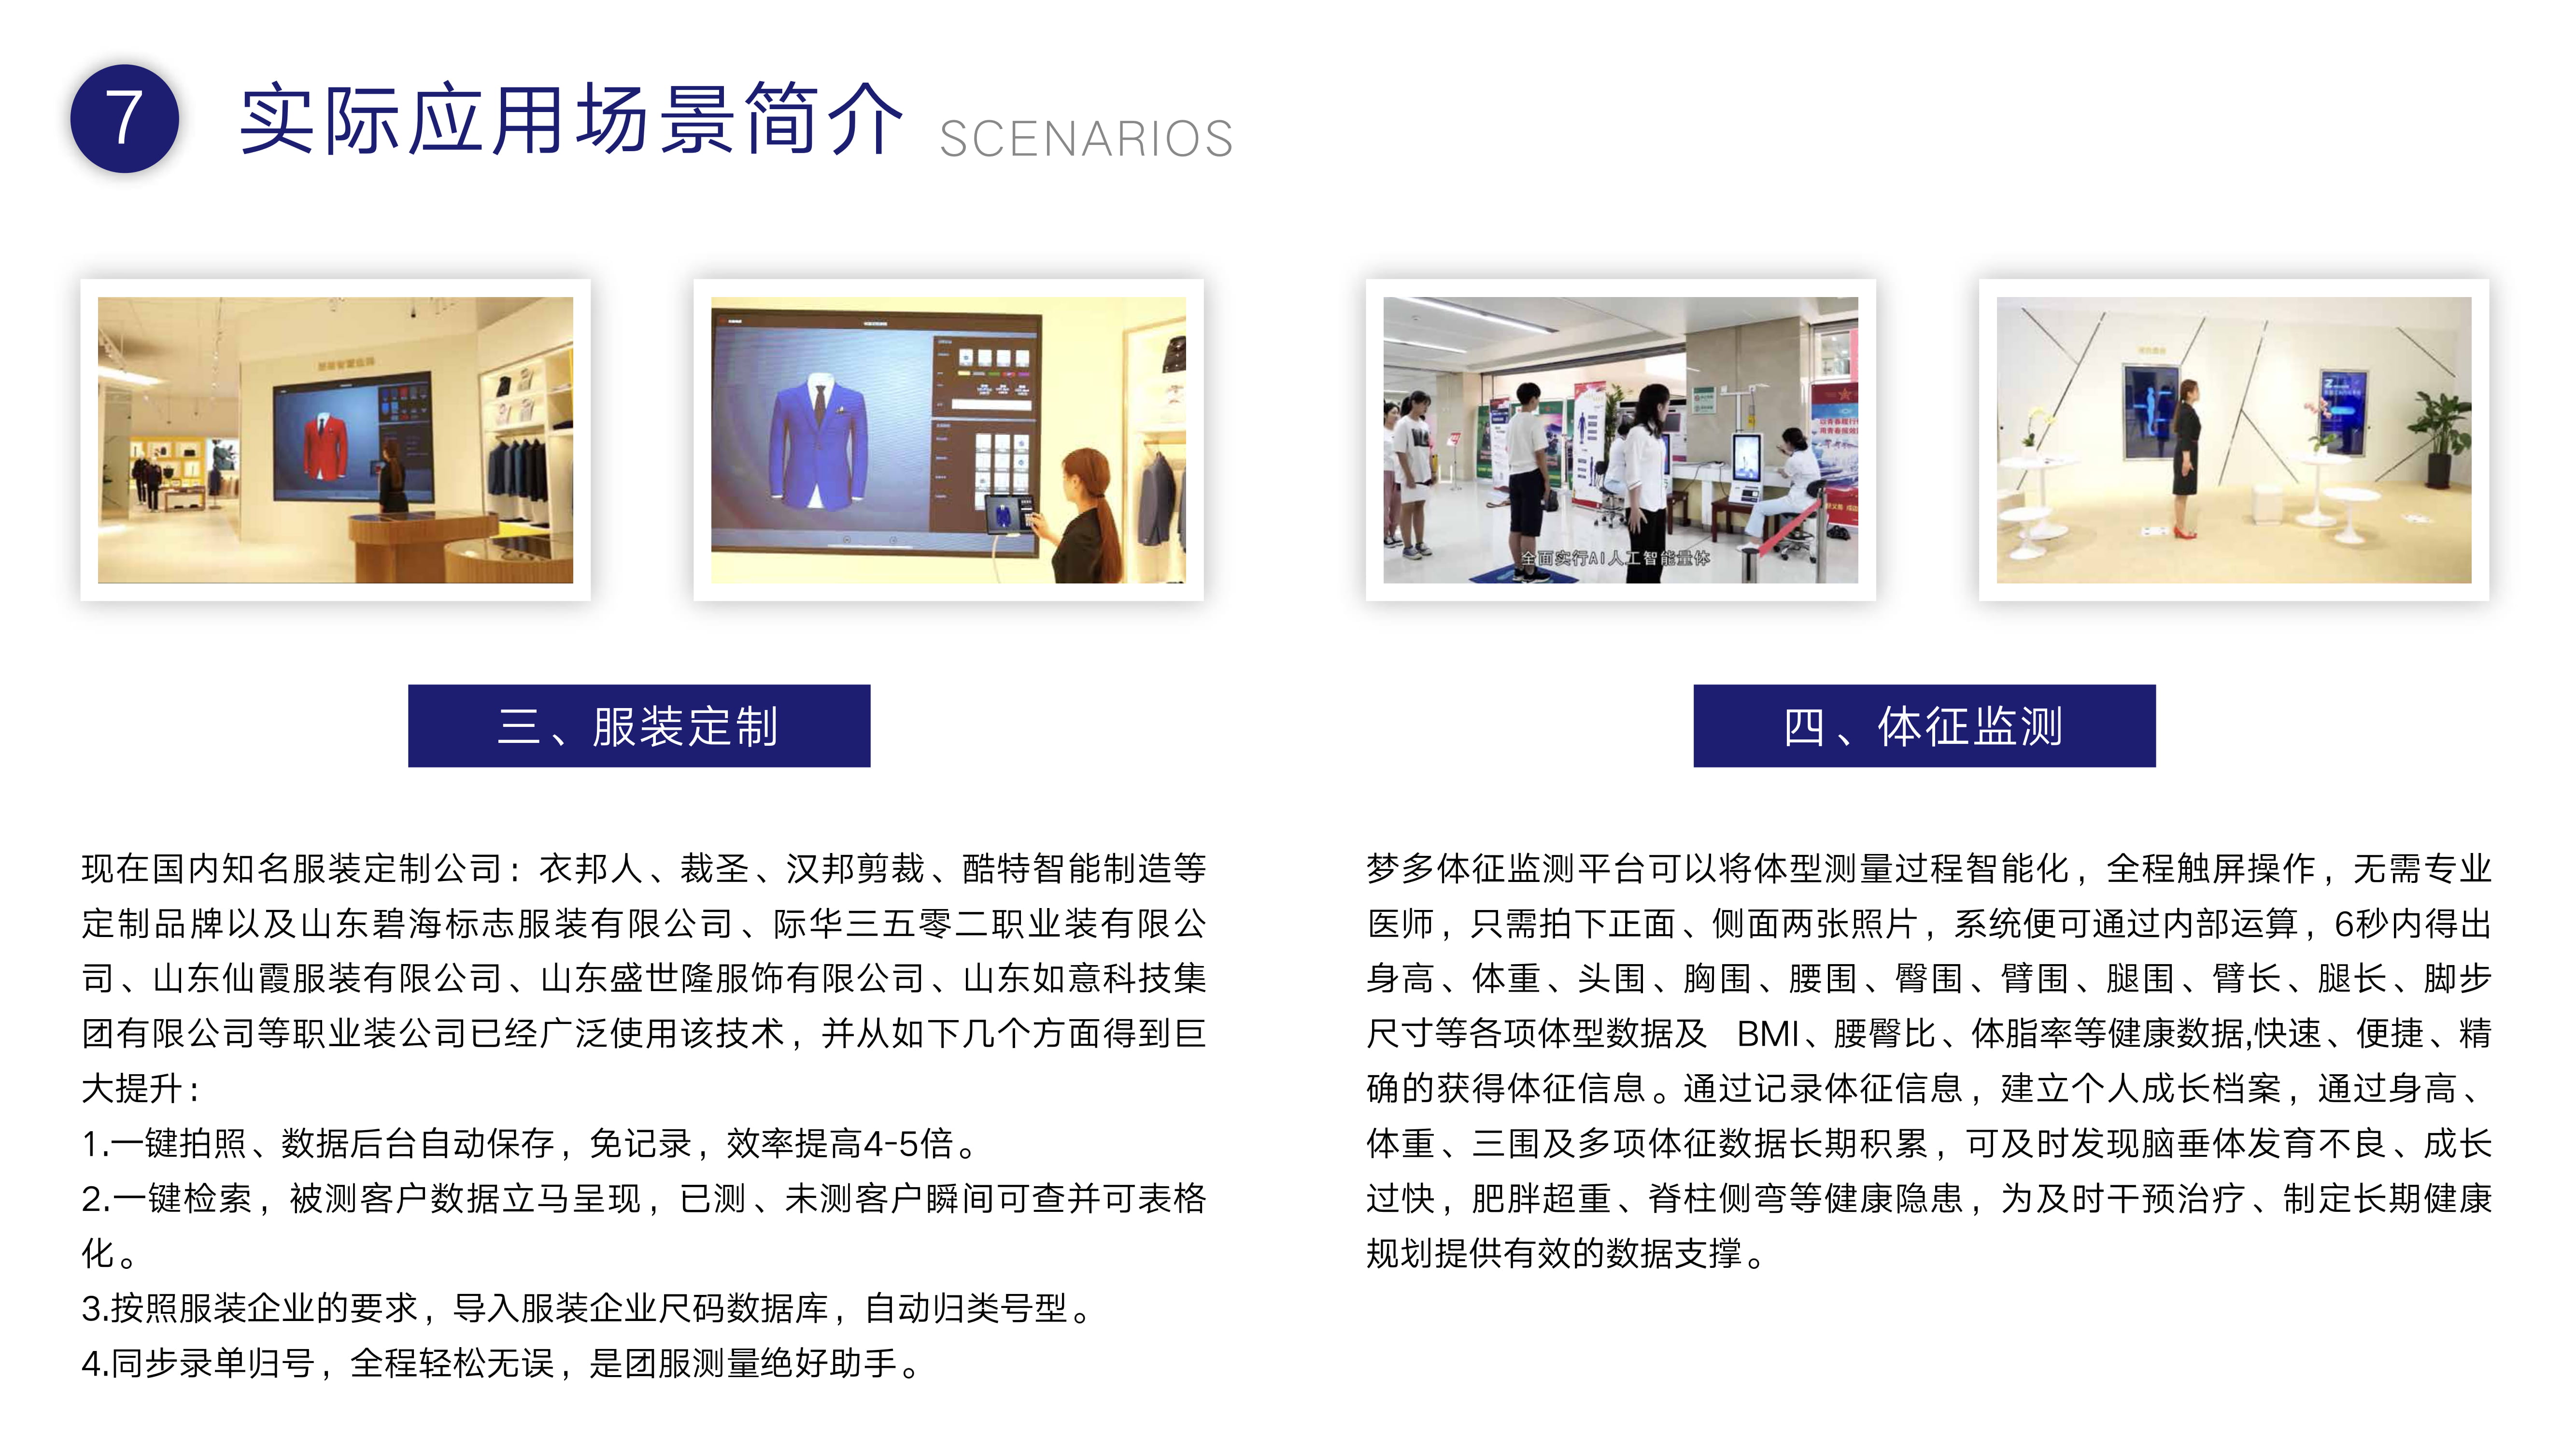 7
实际应用场景简介 SCENARIOS
全面实行AI人工智能量体
三、服装定制
现在国内知名服装定制公司：衣邦人、裁圣、汉邦剪裁、酷特智能制造等
定制品牌以及山东碧海标志服装有限公司、际华三五零二职业装有限公
司、山东仙霞服装有限公司、山东盛世隆服饰有限公司、山东如意科技集
团有限公司等职业装公司已经广泛使用该技术，并从如下几个方面得到巨
大提升：
1.一键拍照、数据后台自动保存，免记录，效率提高4-5倍。
2.一键检索，被测客户数据立马呈现，已测、未测客户瞬间可查并可表格
化。
3.按照服装企业的要求，导入服装企业尺码数据库，自动归类号型。
4.同步录单归号，全程轻松无误，是团服测量绝好助手。
四、体征监测
梦多体征监测平台可以将体型测量过程智能化，全程触屏操作，无需专业
医师，只需拍下正面、侧面两张照片，系统便可通过内部运算，6秒内得出
身高、体重、头围、胸围、腰围、臀围、臂围、腿围、臂长、腿长、脚步
尺寸等各项体型数据及 BMI、腰臀比、体脂率等健康数据,快速、便捷、精
确的获得体征信息。通过记录体征信息，建立个人成长档案，通过身高、
体重、三围及多项体征数据长期积累，可及时发现脑垂体发育不良、成长
过快，肥胖超重、脊柱侧弯等健康隐患，为及时干预治疗、制定长期健康
规划提供有效的数据支撑。